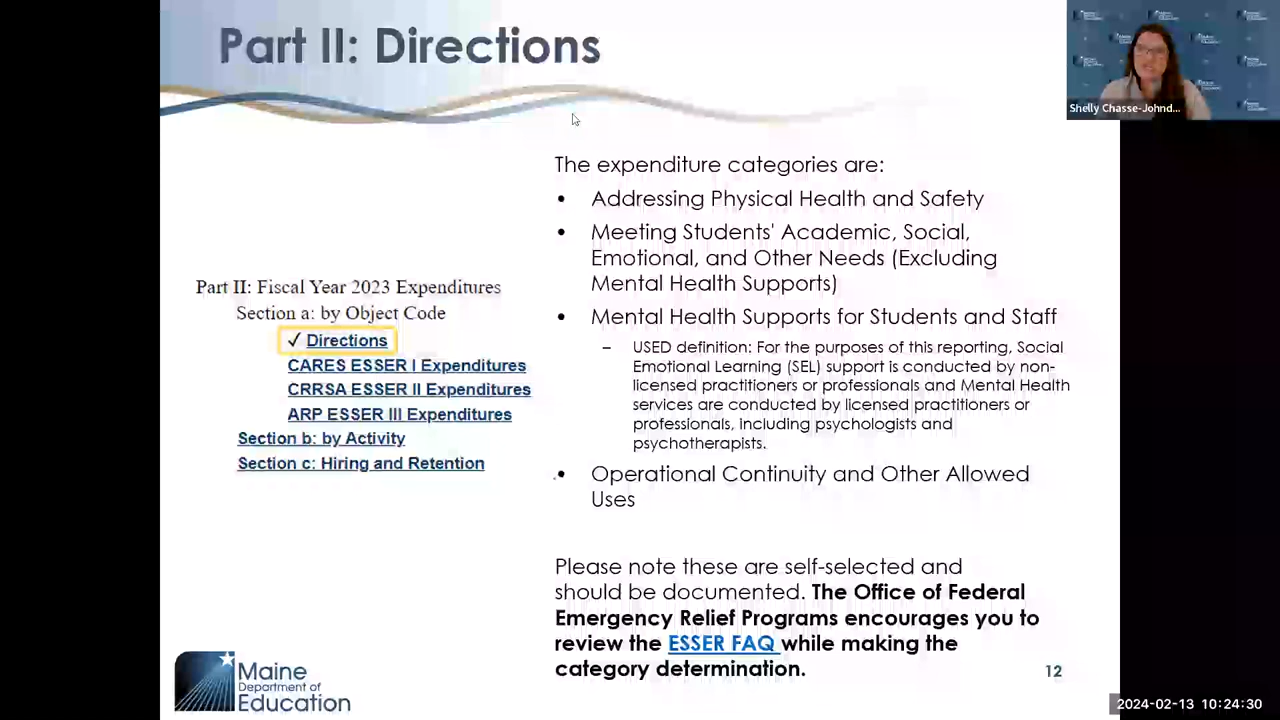 Part II: Directions
Shelly Chasse-Johnd...
The expenditure categories are:
• Addressing Physical Health and Safety
• Meeting Students' Academic, Social,
Emotional, and Other Needs (Excluding
Mental Health Supports)
• Mental Health Supports for Students and Staff
– USED definition: For the purposes of this reporting, Social
Emotional Learning (SEL) support is conducted by non-
licensed practitioners or professionals and Mental Health
services are conducted by licensed practitioners or
professionals, including psychologists and
psychotherapists.
• Operational Continuity and Other Allowed
Uses
Part II: Fiscal Year 2023 Expenditures
Section a: by Object Code
✓ Directions
CARES ESSER I Expenditures
CRRSA ESSER II Expenditures
ARP ESSER III Expenditures
Section b: by Activity
Section c: Hiring and Retention
Please note these are self-selected and
should be documented. The Office of Federal
Emergency Relief Programs encourages you to
review the ESSER FAQ while making the
category determination.
Maine
Department of
Education
12
2024-02-13 10:24:30